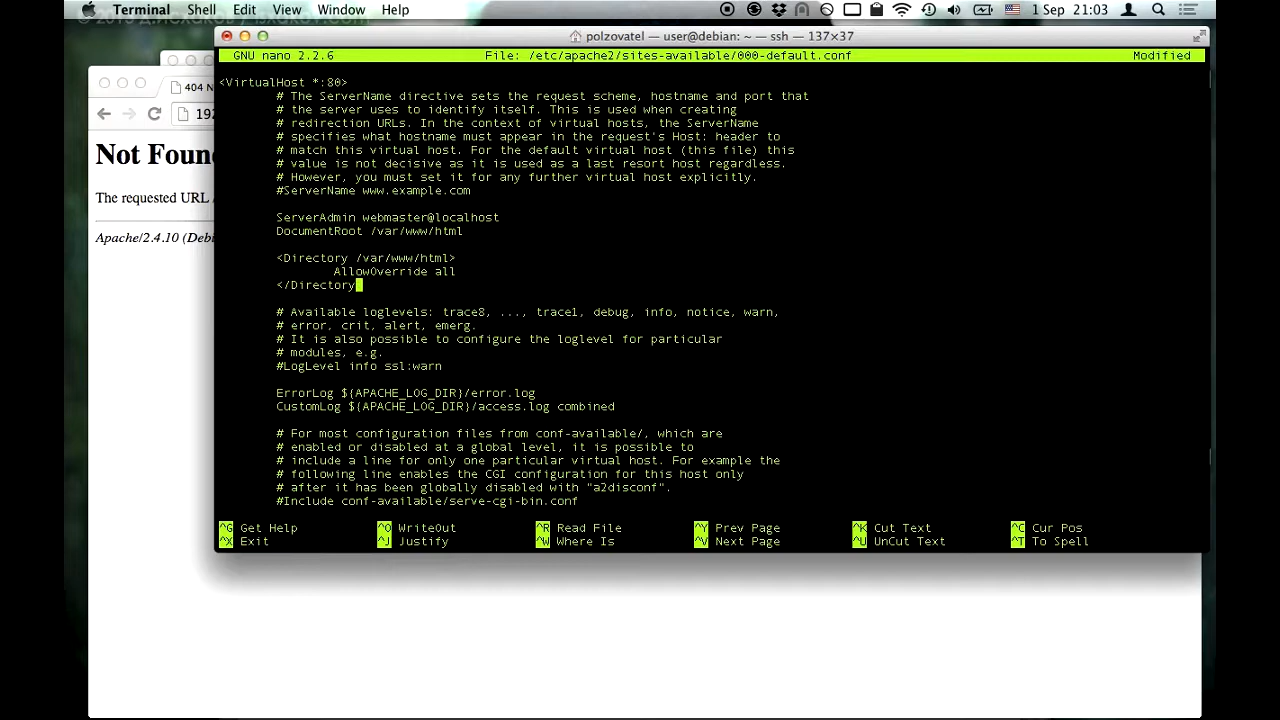 Terminal Shell Edit View Window Help 1 Sep 21:03
polzovatel — user@debian: ~ — ssh — 137×37
GNU nano 2.2.6 File: /etc/apache2/sites-available/000-default.conf Modified
<VirtualHost *:80>
# The ServerName directive sets the request scheme, hostname and port that
# the server uses to identify itself. This is used when creating
# redirection URLs. In the context of virtual hosts, the ServerName
# specifies what hostname must appear in the request's Host: header to
# match this virtual host. For the default virtual host (this file) this
# value is not decisive as it is used as a last resort host regardless.
# However, you must set it for any further virtual host explicitly.
#ServerName www.example.com
ServerAdmin webmaster@localhost
DocumentRoot /var/www/html
<Directory /var/www/html>
AllowOverride all
</Directory
# Available loglevels: trace8, ..., trace1, debug, info, notice, warn,
# error, crit, alert, emerg.
# It is also possible to configure the loglevel for particular
# modules, e.g.
#LogLevel info ssl:warn
ErrorLog ${APACHE_LOG_DIR}/error.log
CustomLog ${APACHE_LOG_DIR}/access.log combined
# For most configuration files from conf-available/, which are
# enabled or disabled at a global level, it is possible to
# include a line for only one particular virtual host. For example the
# following line enables the CGI configuration for this host only
# after it has been globally disabled with "a2disconf".
#Include conf-available/serve-cgi-bin.conf
^G Get Help ^O WriteOut ^R Read File ^Y Prev Page ^K Cut Text ^C Cur Pos
^X Exit ^J Justify ^W Where Is ^V Next Page ^U UnCut Text ^T To Spell
404 N
192
Not Foun
The requested URL
Apache/2.4.10 (Debi